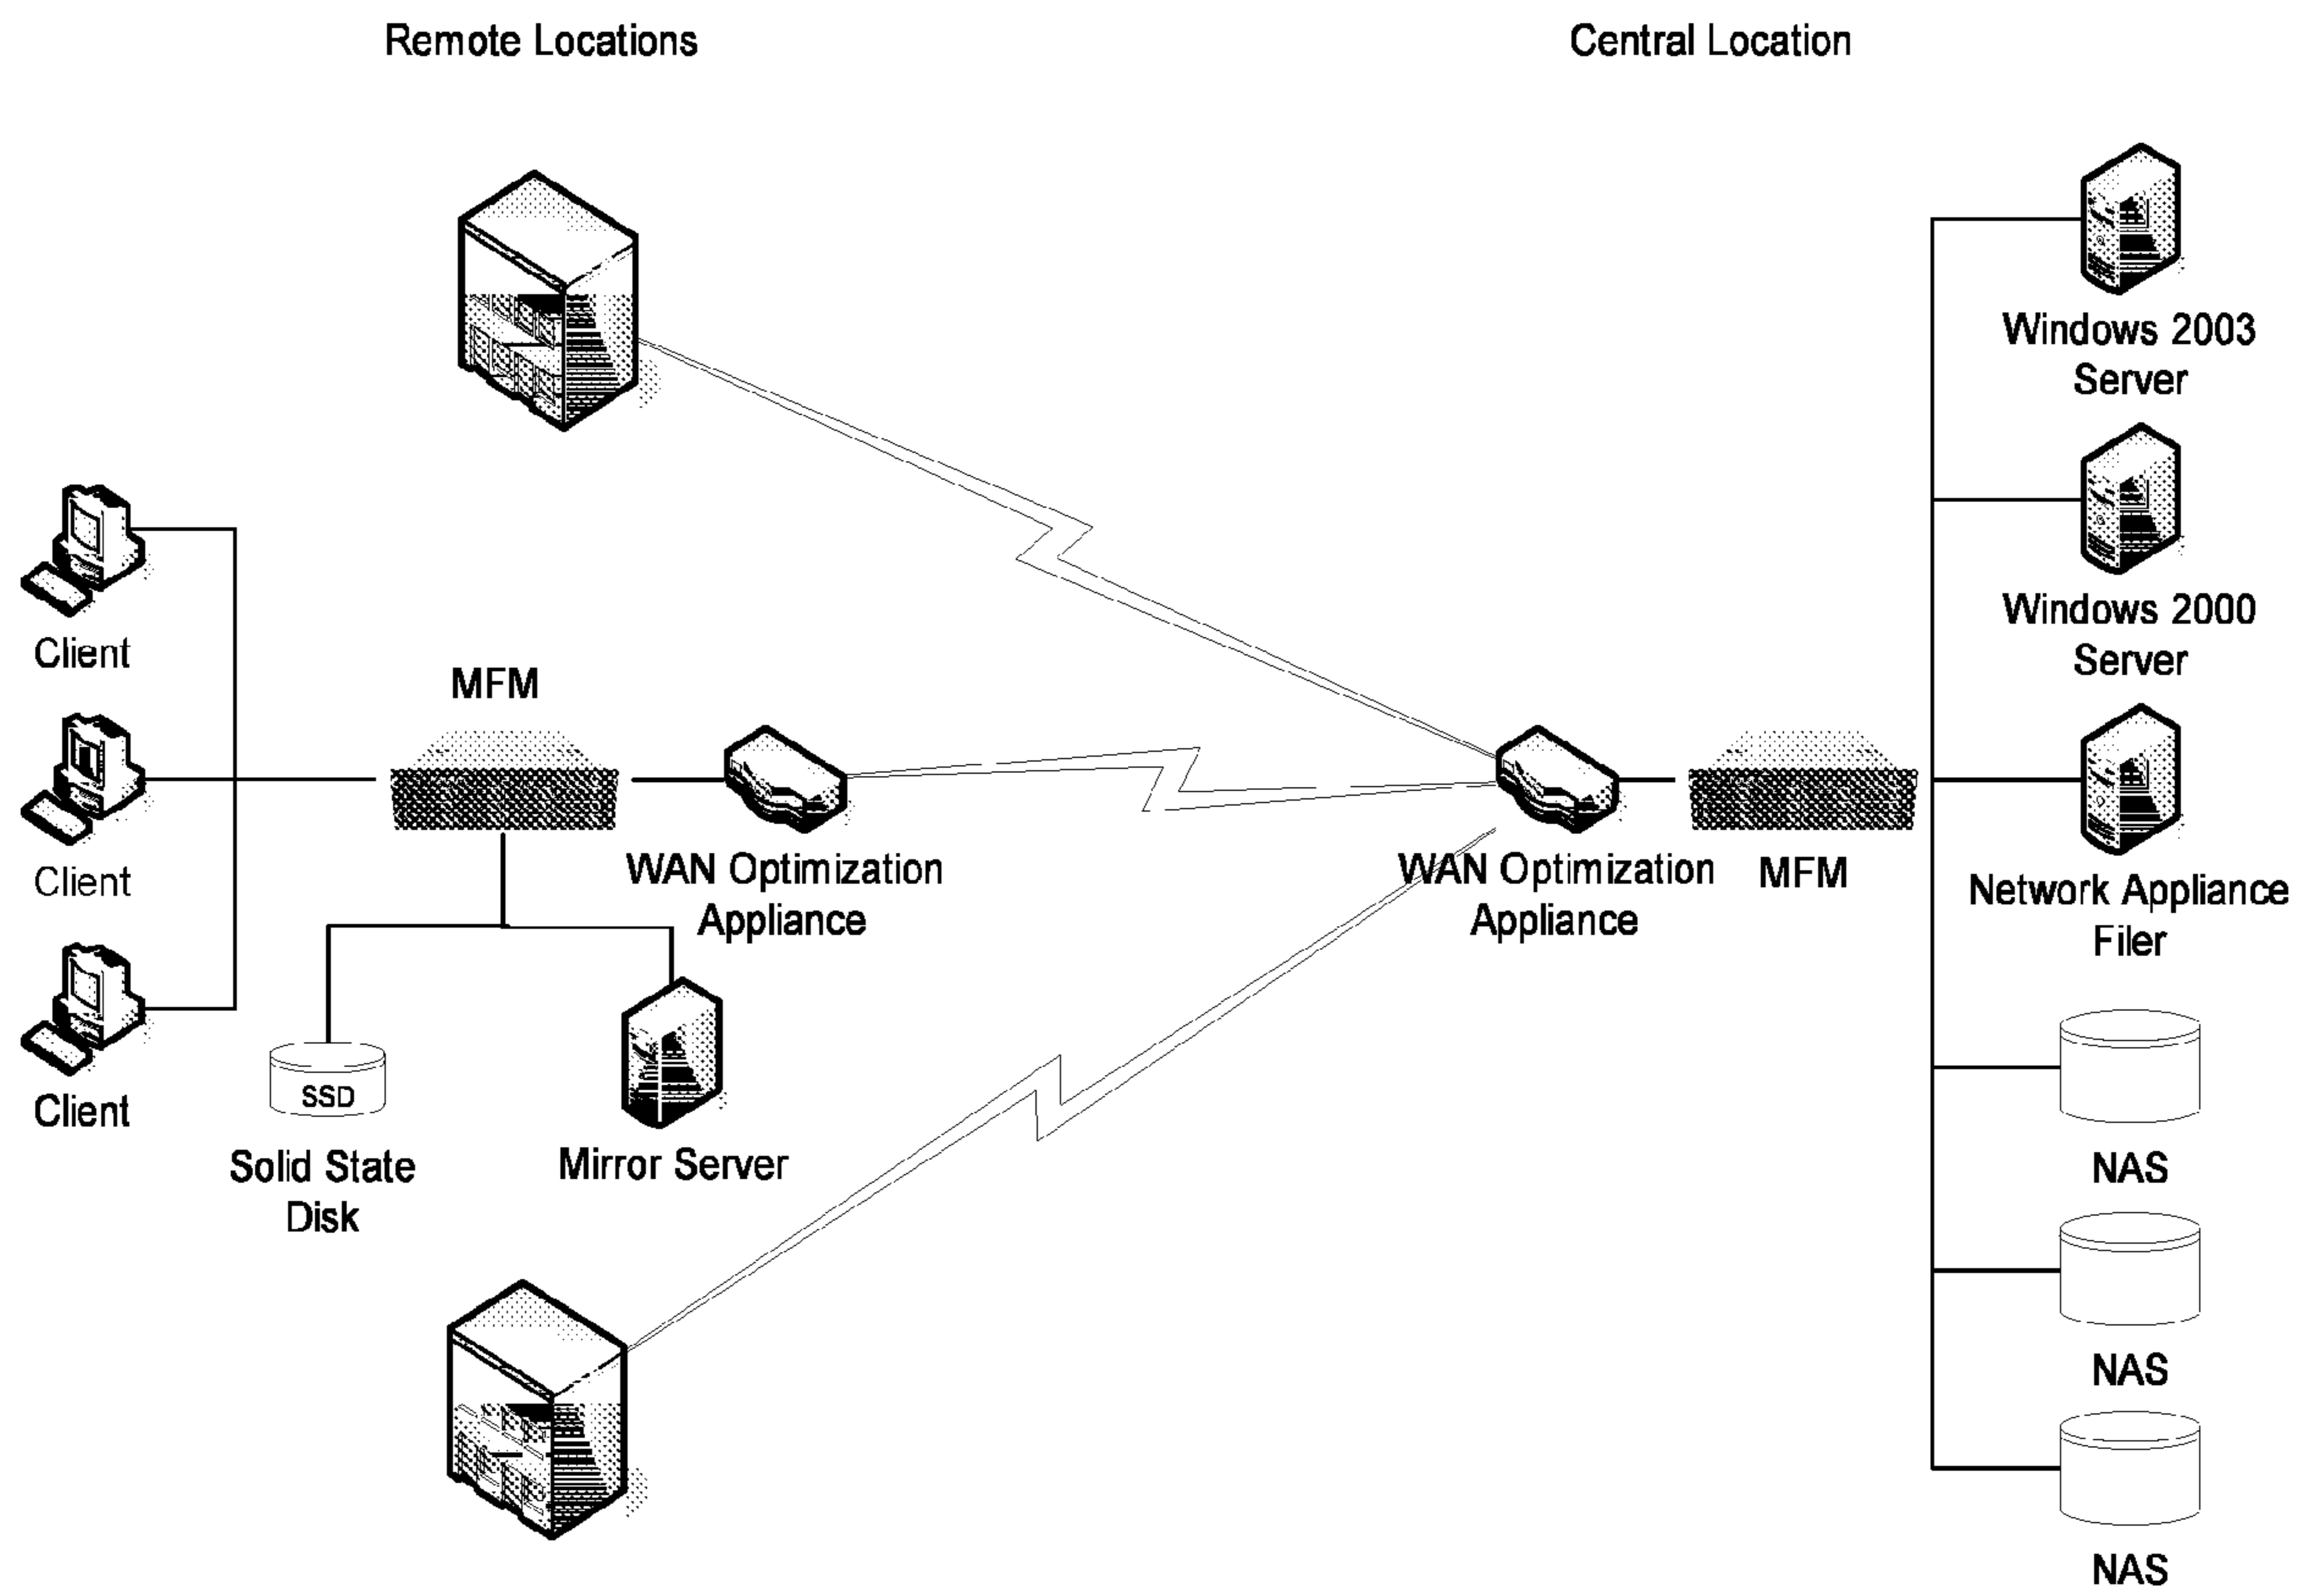 Remote Locations
Central Location
Windows 2003
Server
Windows 2000
Server
Client
MFM
Client
WAN Optimization
Appliance
WAN Optimization
Appliance
MFM
Network Appliance
Filer
Client
SSD
Solid State
Disk
Mirror Server
NAS
NAS
NAS